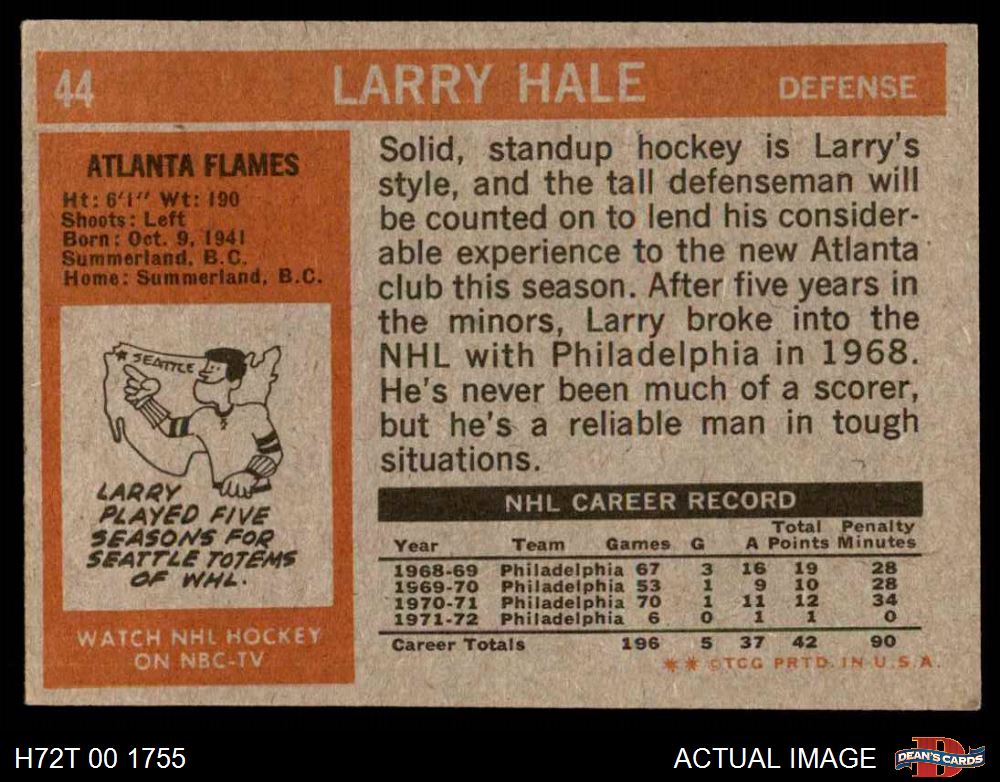 44 LARRY HALE DEFENSE
ATLANTA FLAMES
Ht: 6'1" Wt: 190
Shoots: Left
Born: Oct. 9, 1941
Summerland, B.C.
Home: Summerland, B.C.
SEATTLE
LARRY
PLAYED FIVE
SEASONS FOR
SEATTLE TOTEMS
OF WHL.
WATCH NHL HOCKEY
ON NBC-TV
Solid, standup hockey is Larry's
style, and the tall defenseman will
be counted on to lend his consider-
able experience to the new Atlanta
club this season. After five years in
the minors, Larry broke into the
NHL with Philadelphia in 1968.
He's never been much of a scorer,
but he's a reliable man in tough
situations.
NHL CAREER RECORD
Total Penalty
Year Team Games G A Points Minutes
1968-69 Philadelphia 67 3 16 19 28
1969-70 Philadelphia 53 1 9 10 28
1970-71 Philadelphia 70 1 11 12 34
1971-72 Philadelphia 6 0 1 1 0
Career Totals 196 5 37 42 90
** ©TCG PRTD. IN U.S.A.
H72T 00 1755 ACTUAL IMAGE
D
DEAN'S CARDS